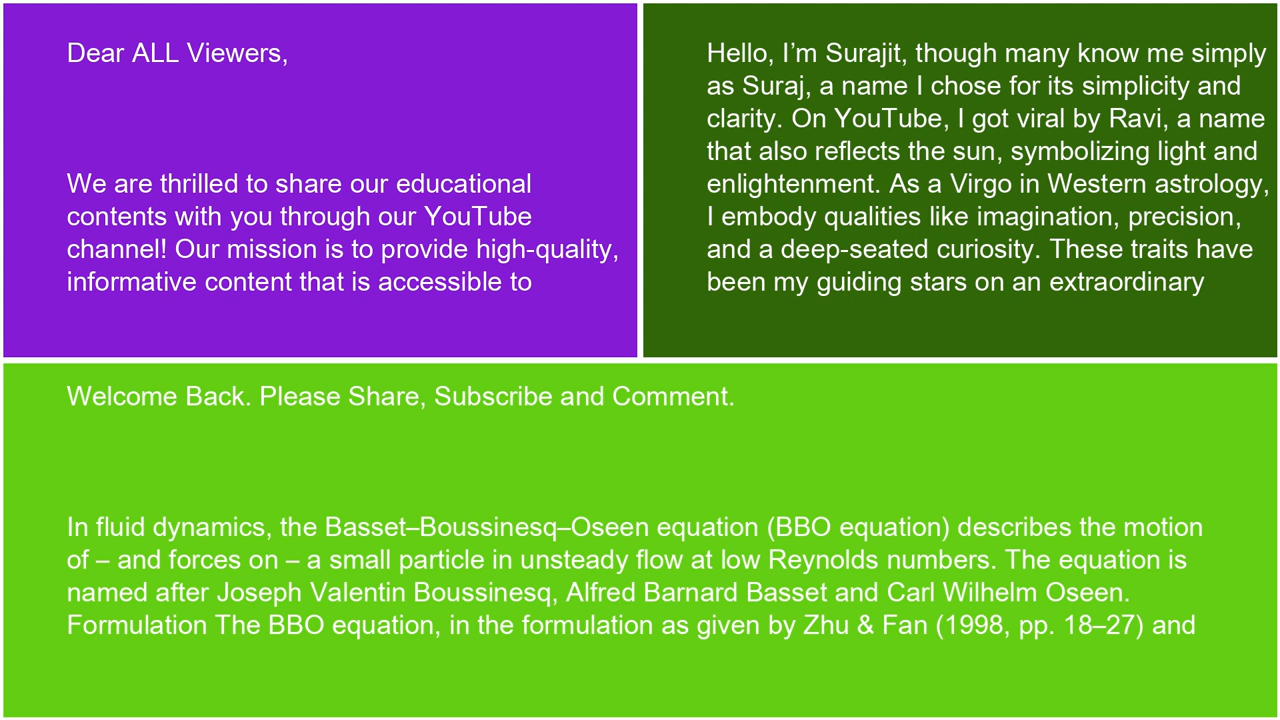 Dear ALL Viewers,
We are thrilled to share our educational
contents with you through our YouTube
channel! Our mission is to provide high-quality,
informative content that is accessible to
Hello, I’m Surajit, though many know me simply
as Suraj, a name I chose for its simplicity and
clarity. On YouTube, I got viral by Ravi, a name
that also reflects the sun, symbolizing light and
enlightenment. As a Virgo in Western astrology,
I embody qualities like imagination, precision,
and a deep-seated curiosity. These traits have
been my guiding stars on an extraordinary
Welcome Back. Please Share, Subscribe and Comment.
In fluid dynamics, the Basset–Boussinesq–Oseen equation (BBO equation) describes the motion
of – and forces on – a small particle in unsteady flow at low Reynolds numbers. The equation is
named after Joseph Valentin Boussinesq, Alfred Barnard Basset and Carl Wilhelm Oseen.
Formulation The BBO equation, in the formulation as given by Zhu & Fan (1998, pp. 18–27) and